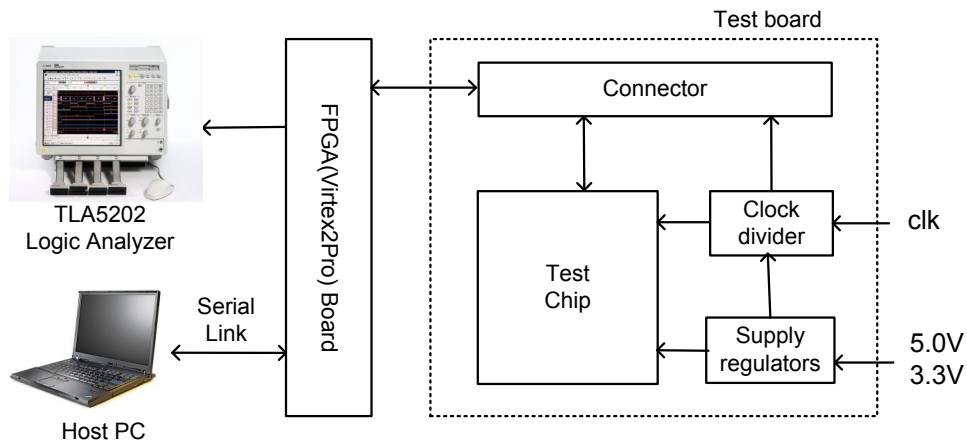 Test board
Connector
FPGA(Virtex2Pro) Board
TLA5202
Logic Analyzer
Clock
divider
clk
Test
Chip
Serial
Link
Supply
regulators
5.0V
3.3V
Host PC